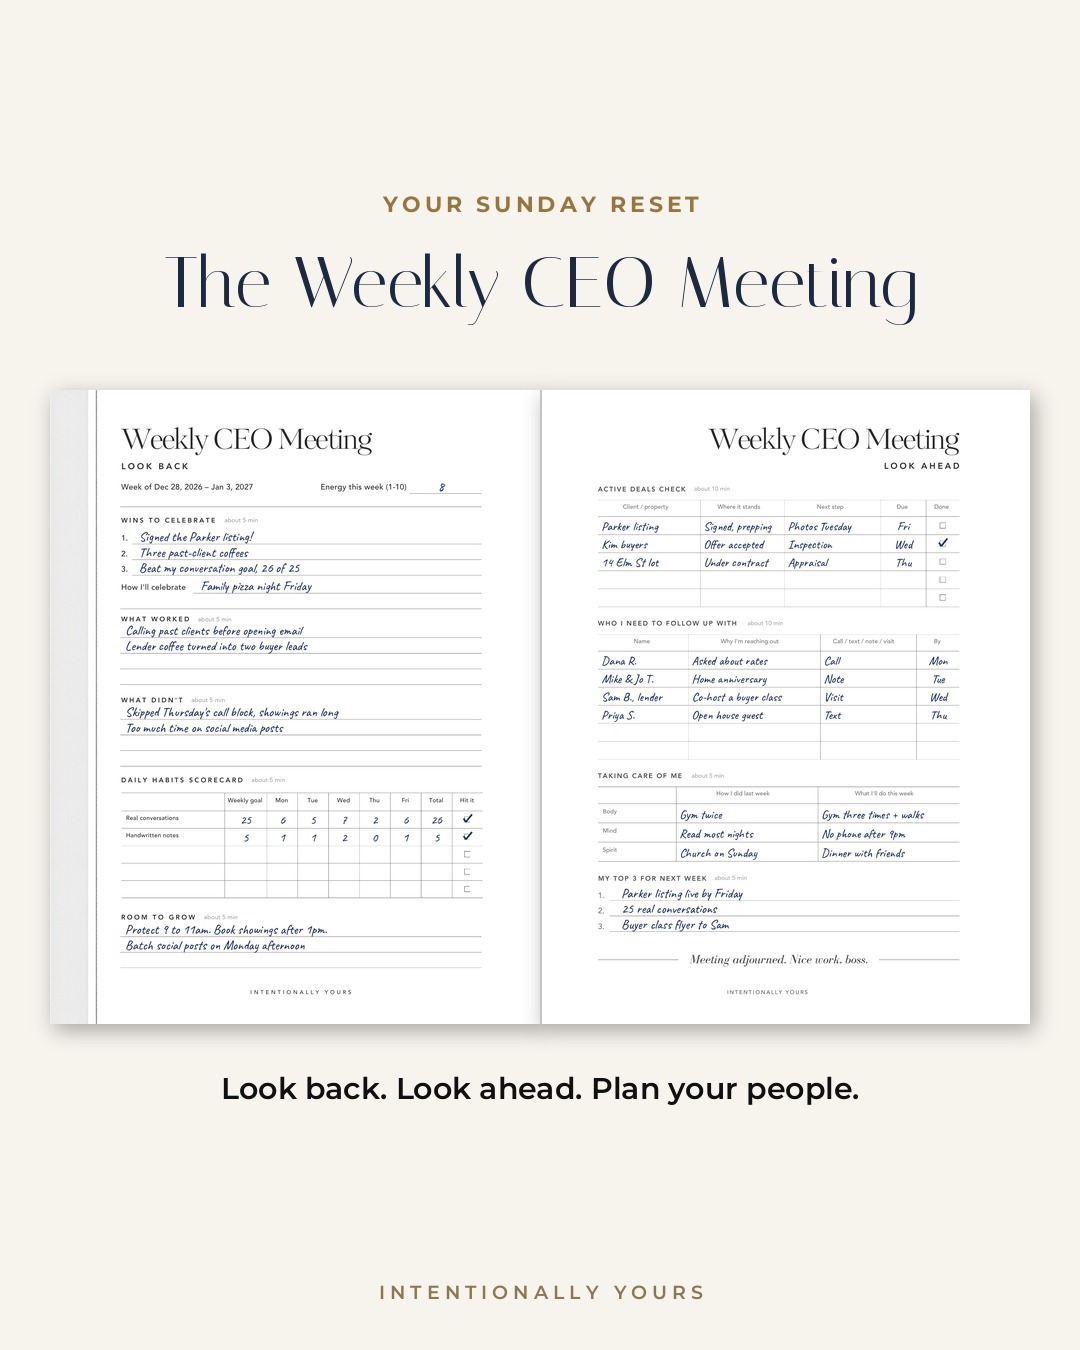 YOUR SUNDAY RESET
The Weekly CEO Meeting
Weekly CEO Meeting
LOOK BACK
Week of Dec 28, 2026 – Jan 3, 2027 Energy this week (1-10) 8
WINS TO CELEBRATE about 5 min
1. Signed the Parker listing!
2. Three past-client coffees
3. Beat my conversation goal, 26 of 25
How I'll celebrate Family pizza night Friday
WHAT WORKED about 5 min
Calling past clients before opening email
Lender coffee turned into two buyer leads
WHAT DIDN'T about 5 min
Skipped Thursday's call block, showings ran long
Too much time on social media posts
DAILY HABITS SCORECARD about 5 min
Weekly goal Mon Tue Wed Thu Fri Total Hit it
Real conversations 25 6 5 7 2 6 26 ✓
Handwritten notes 5 1 1 2 0 1 5 ✓
ROOM TO GROW about 5 min
Protect 9 to 11am. Book showings after 1pm.
Batch social posts on Monday afternoon
INTENTIONALLY YOURS
Weekly CEO Meeting
LOOK AHEAD
ACTIVE DEALS CHECK about 10 min
Client / property Where it stands Next step Due Done
Parker listing Signed, prepping Photos Tuesday Fri ☐
Kim buyers Offer accepted Inspection Wed ✓
14 Elm St lot Under contract Appraisal Thu ☐
WHO I NEED TO FOLLOW UP WITH about 10 min
Name Why I'm reaching out Call / text / note / visit By
Dana R. Asked about rates Call Mon
Mike & Jo T. Home anniversary Note Tue
Sam B., lender Co-host a buyer class Visit Wed
Priya S. Open house guest Text Thu
TAKING CARE OF ME about 5 min
How I did last week What I'll do this week
Body Gym twice Gym three times + walks
Mind Read most nights No phone after 9pm
Spirit Church on Sunday Dinner with friends
MY TOP 3 FOR NEXT WEEK about 5 min
1. Parker listing live by Friday
2. 25 real conversations
3. Buyer class flyer to Sam
Meeting adjourned. Nice work, boss.
INTENTIONALLY YOURS
Look back. Look ahead. Plan your people.
INTENTIONALLY YOURS